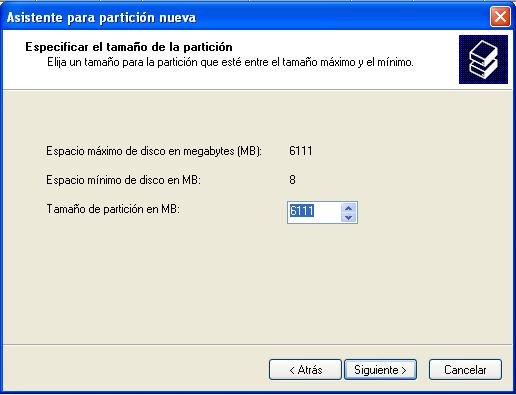 Asistente para partición nueva
Especificar el tamaño de la partición
Elija un tamaño para la partición que esté entre el tamaño máximo y el mínimo.
Espacio máximo de disco en megabytes (MB): 6111
Espacio mínimo de disco en MB: 8
Tamaño de partición en MB: 6111
< Atrás Siguiente > Cancelar